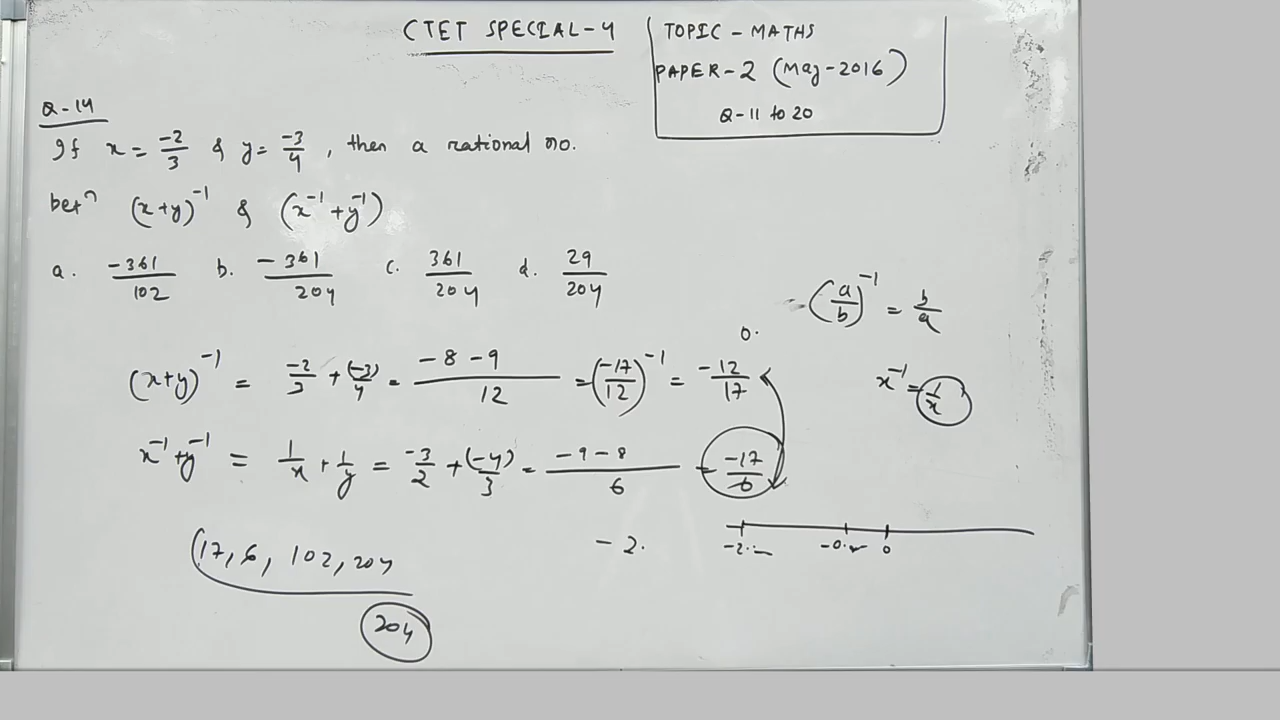 CTET SPECIAL-4
TOPIC - MATHS
PAPER-2 (May-2016)
Q-11 to 20
Q-14
If x = -2/3 & y = -3/4, then a rational no.
betn (x+y)^-1 & (x^-1 + y^-1)
a. -361/102 b. -361/204 c. 361/204 d. 29/204
(a/b)^-1 = b/a
0.
(x+y)^-1 = -2/3 + (-3)/4 = -8-9/12 = (-17/12)^-1 = -12/17
x^-1 = 1/x
x^-1 + y^-1 = 1/x + 1/y = -3/2 + (-4)/3 = -9-8/6 = -17/6
-2.
-2. -0. 0
(17, 6, 102, 204
204